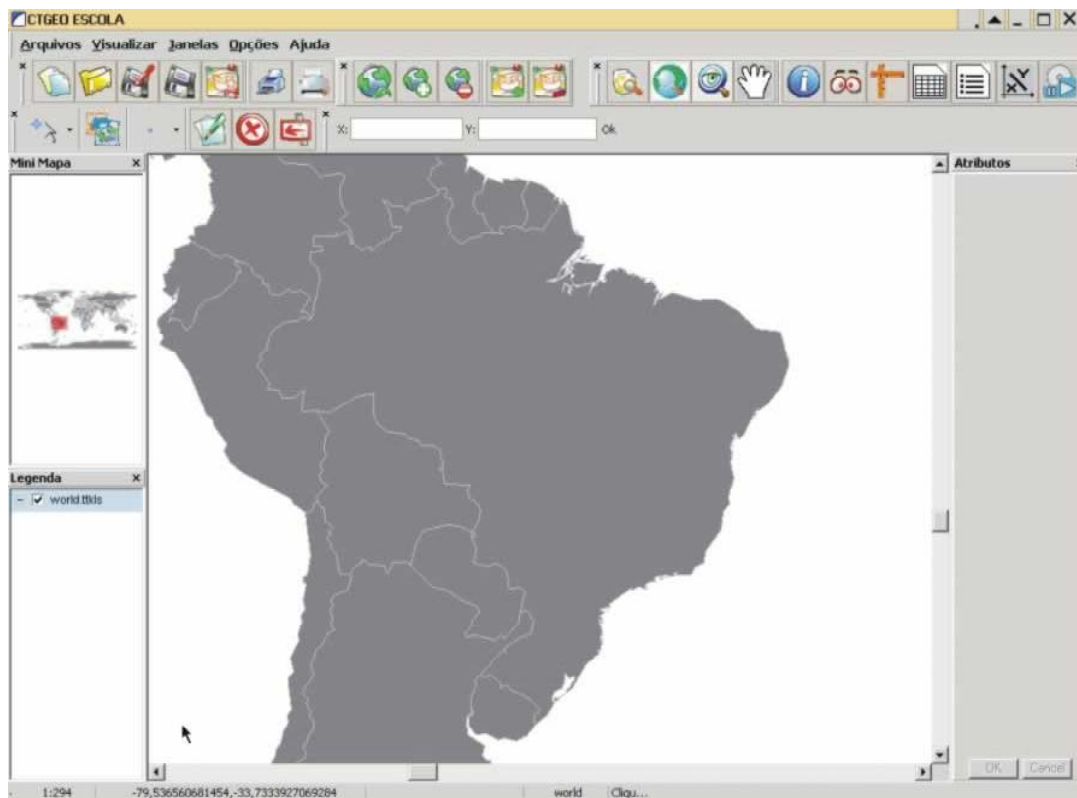 CTGEO ESCOLA
Arquivos Visualizar Janelas Opções Ajuda
X: Y: Ok
Mini Mapa
Atributos
Legenda
world.ttkls
OK Cancel
1:294 -79,536560681454,-33,7333927069284 world Cliqu...